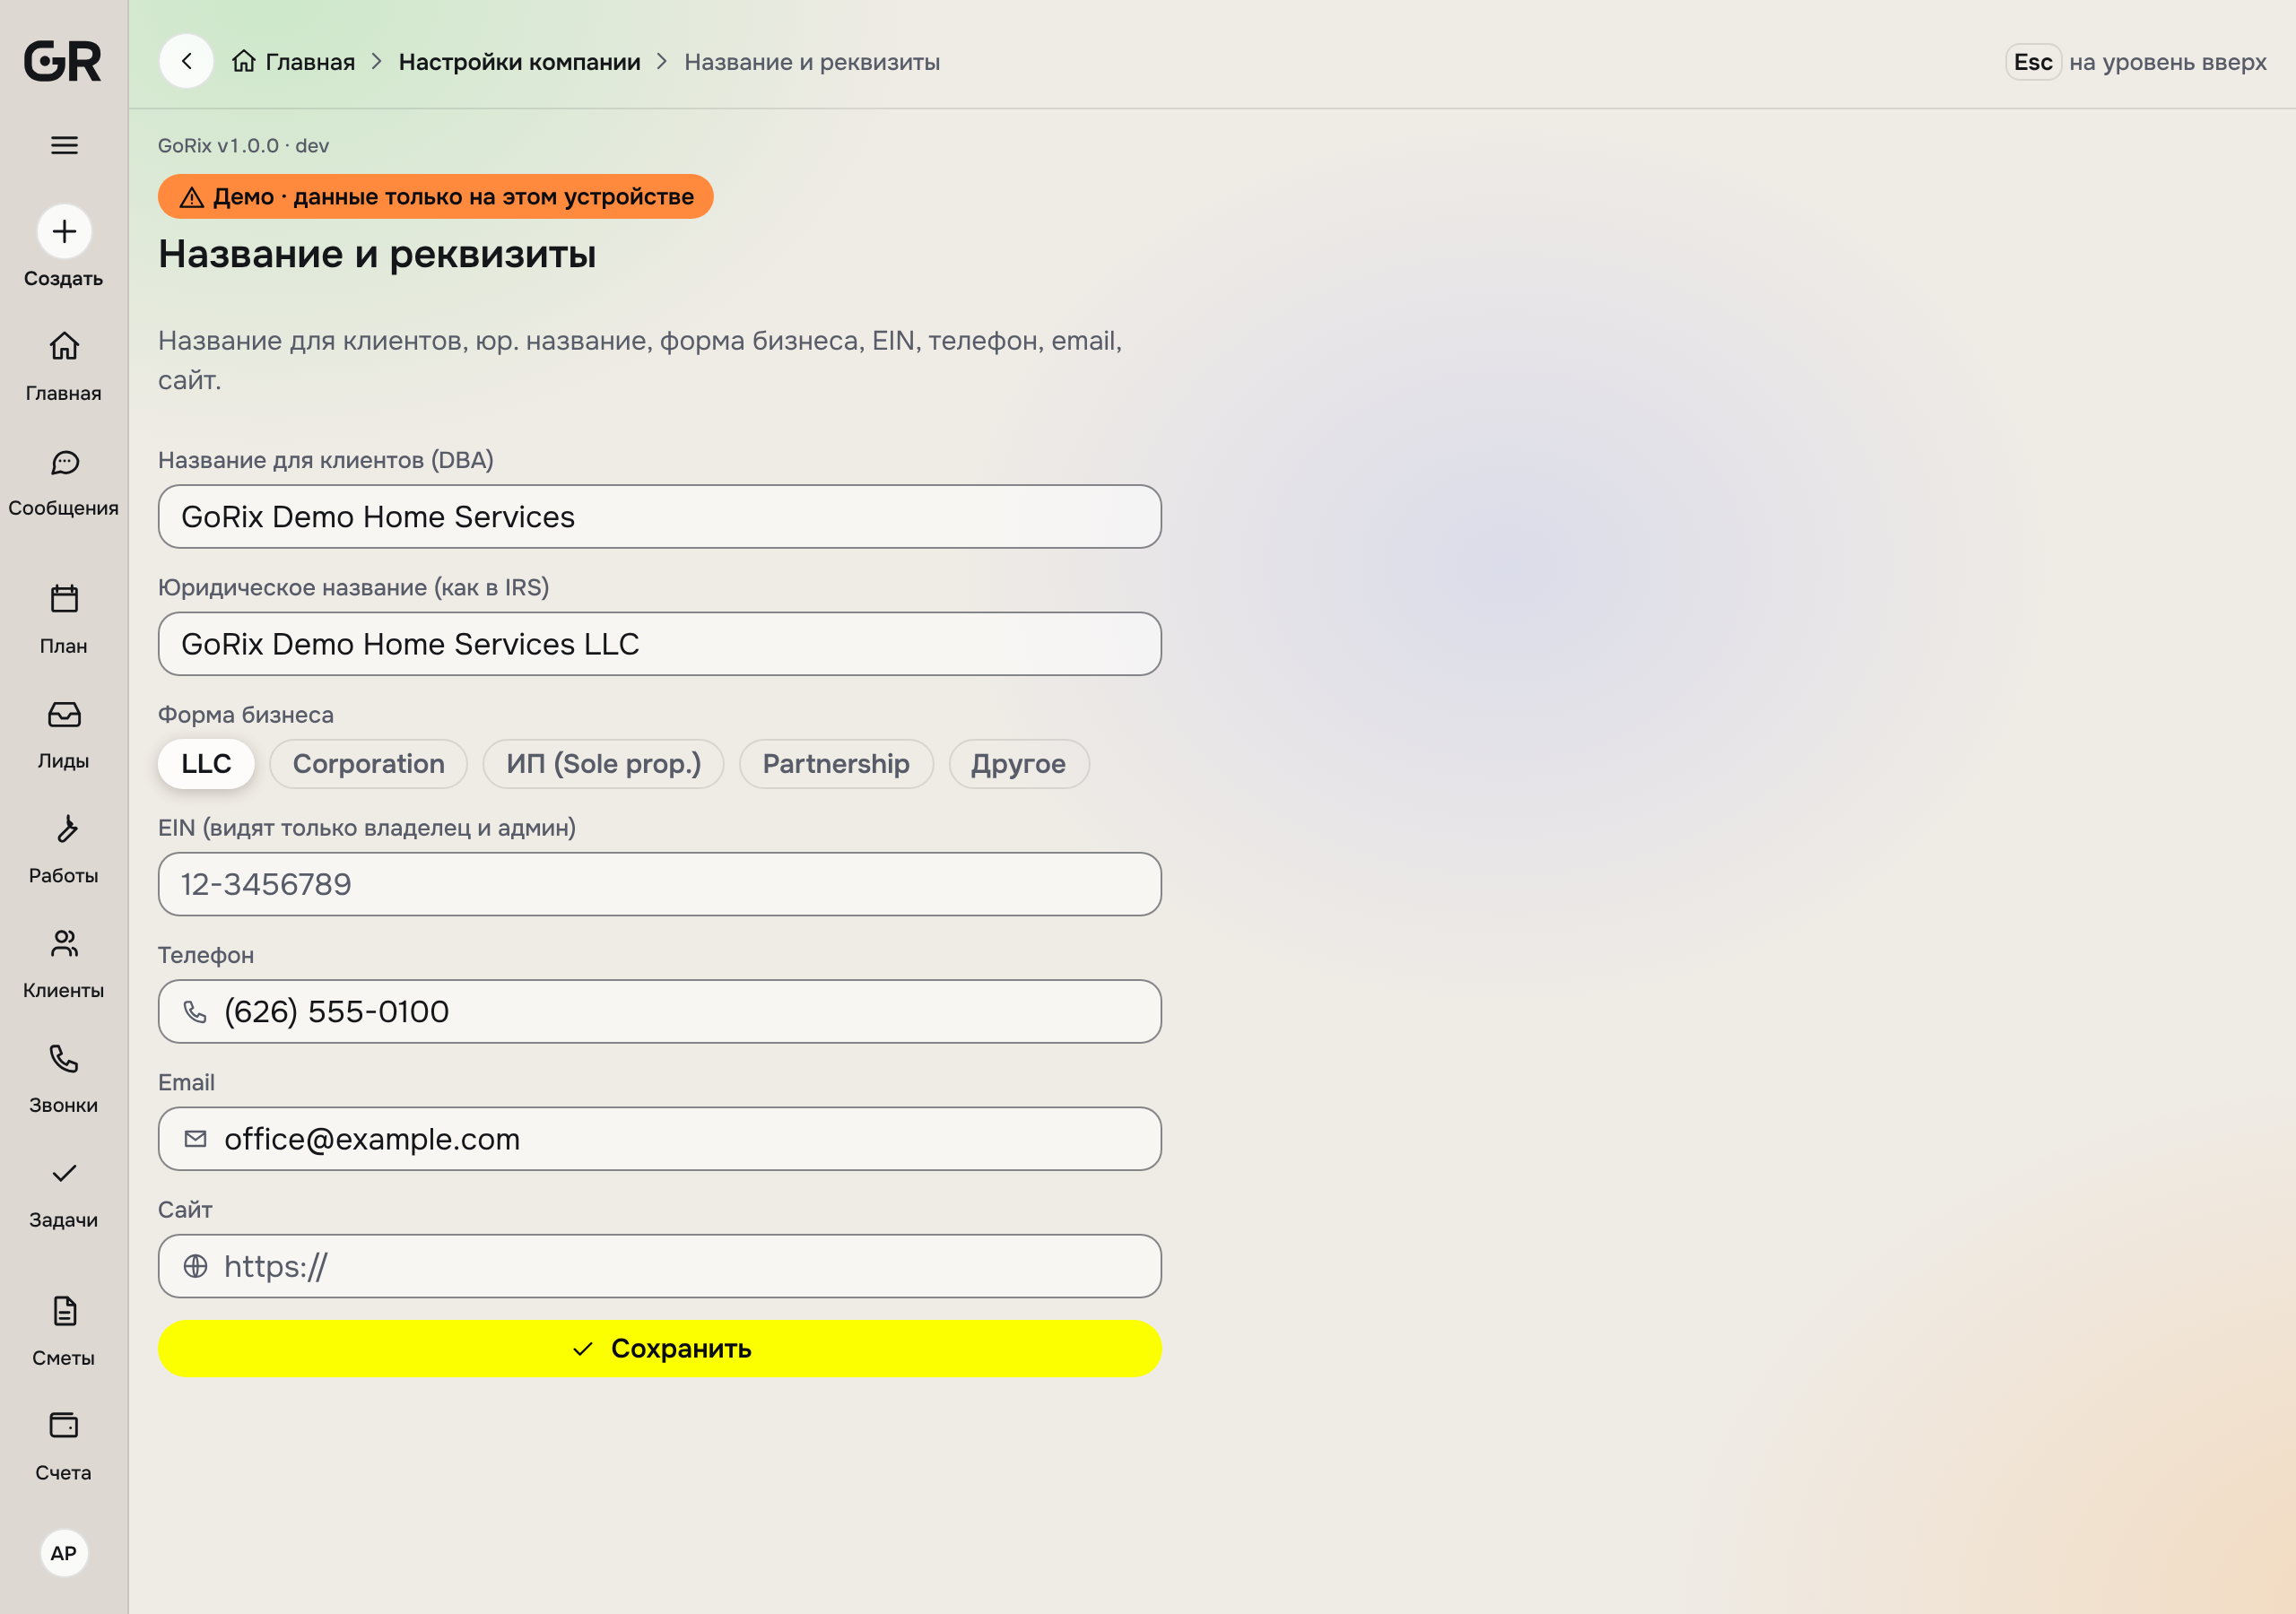 GR
Создать
Главная
Сообщения
План
Лиды
Работы
Клиенты
Звонки
Задачи
Сметы
Счета
AP
Главная > Настройки компании > Название и реквизиты
Esc на уровень вверх
GoRix v1.0.0 · dev
Демо · данные только на этом устройстве
Название и реквизиты
Название для клиентов, юр. название, форма бизнеса, EIN, телефон, email,
сайт.
Название для клиентов (DBA)
GoRix Demo Home Services
Юридическое название (как в IRS)
GoRix Demo Home Services LLC
Форма бизнеса
LLC Corporation ИП (Sole prop.) Partnership Другое
EIN (видят только владелец и админ)
12-3456789
Телефон
(626) 555-0100
Email
office@example.com
Сайт
https://
Сохранить